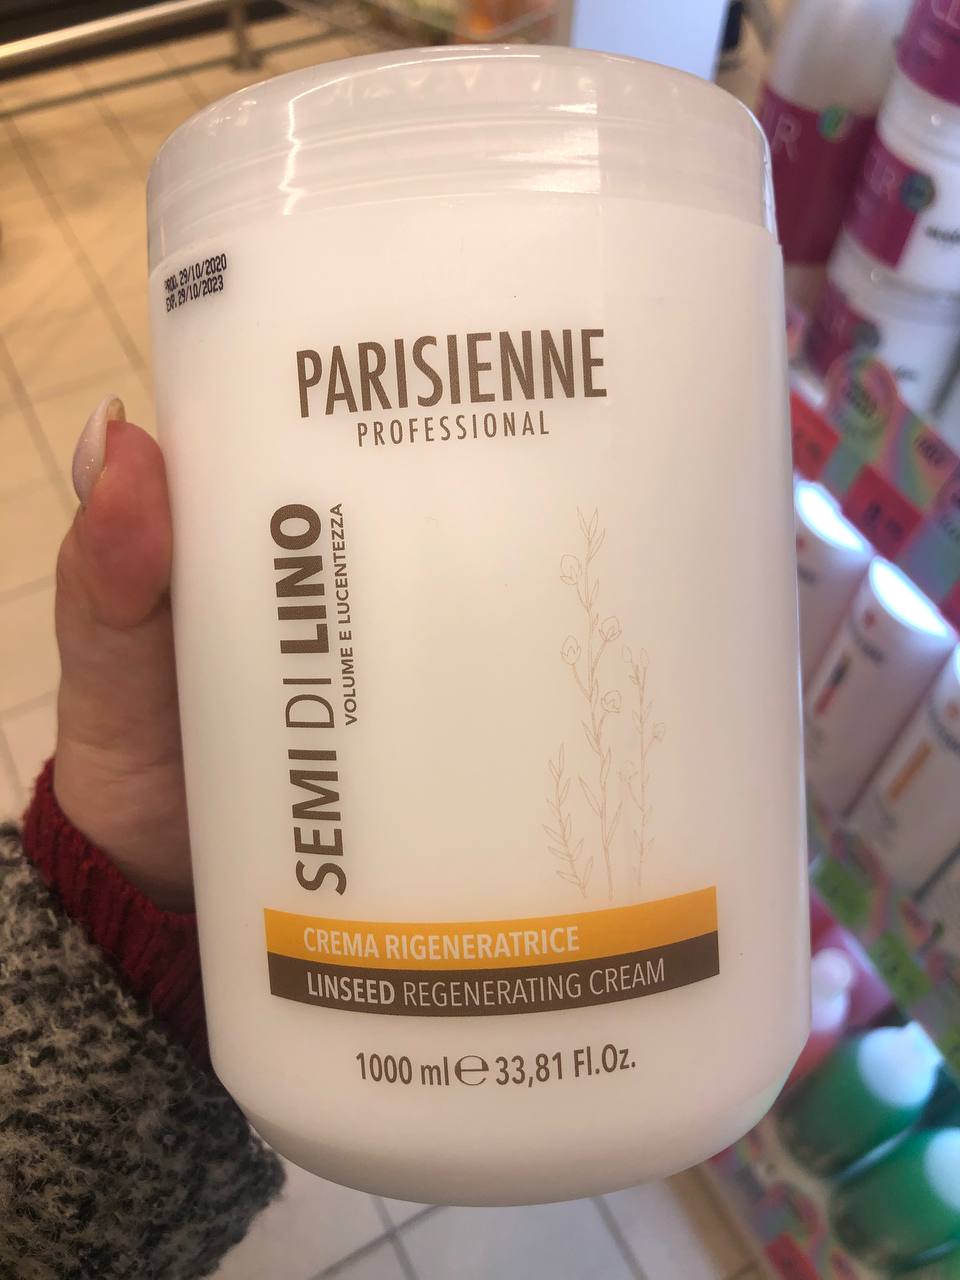 PROD. 29/10/2020
EXP. 29/10/2023
PARISIENNE
PROFESSIONAL
SEMI DI LINO
VOLUME E LUCENTEZZA
CREMA RIGENERATRICE
LINSEED REGENERATING CREAM
1000 ml e 33,81 Fl.Oz.